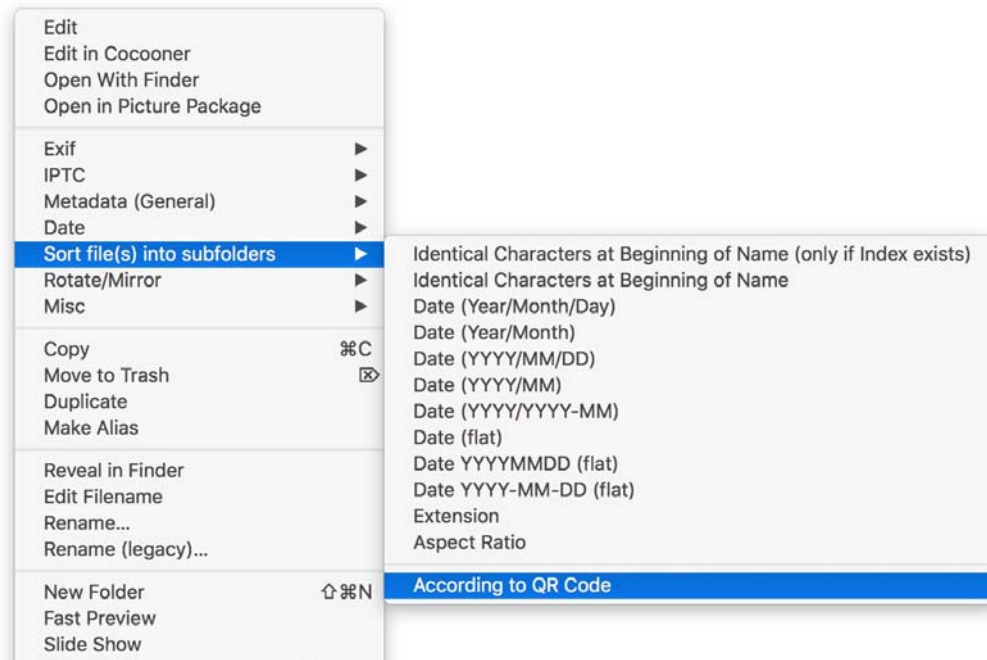 Edit
Edit in Cocooner
Open With Finder
Open in Picture Package
Exif ▶
IPTC ▶
Metadata (General) ▶
Date ▶
Sort file(s) into subfolders ▶
Rotate/Mirror ▶
Misc ▶
Copy ⌘C
Move to Trash ⌦
Duplicate
Make Alias
Reveal in Finder
Edit Filename
Rename...
Rename (legacy)...
New Folder ⇧⌘N
Fast Preview
Slide Show
Identical Characters at Beginning of Name (only if Index exists)
Identical Characters at Beginning of Name
Date (Year/Month/Day)
Date (Year/Month)
Date (YYYY/MM/DD)
Date (YYYY/MM)
Date (YYYY/YYYY-MM)
Date (flat)
Date YYYYMMDD (flat)
Date YYYY-MM-DD (flat)
Extension
Aspect Ratio
According to QR Code